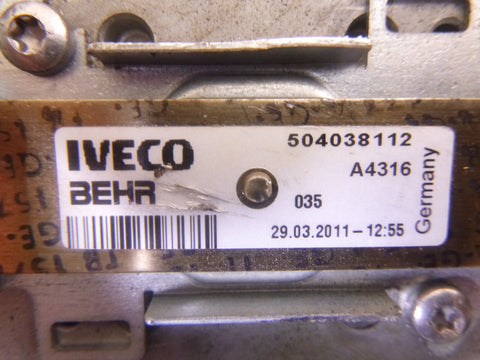 IVECO 504038112
BEHR A4316
035
29.03.2011-12:55
Germany